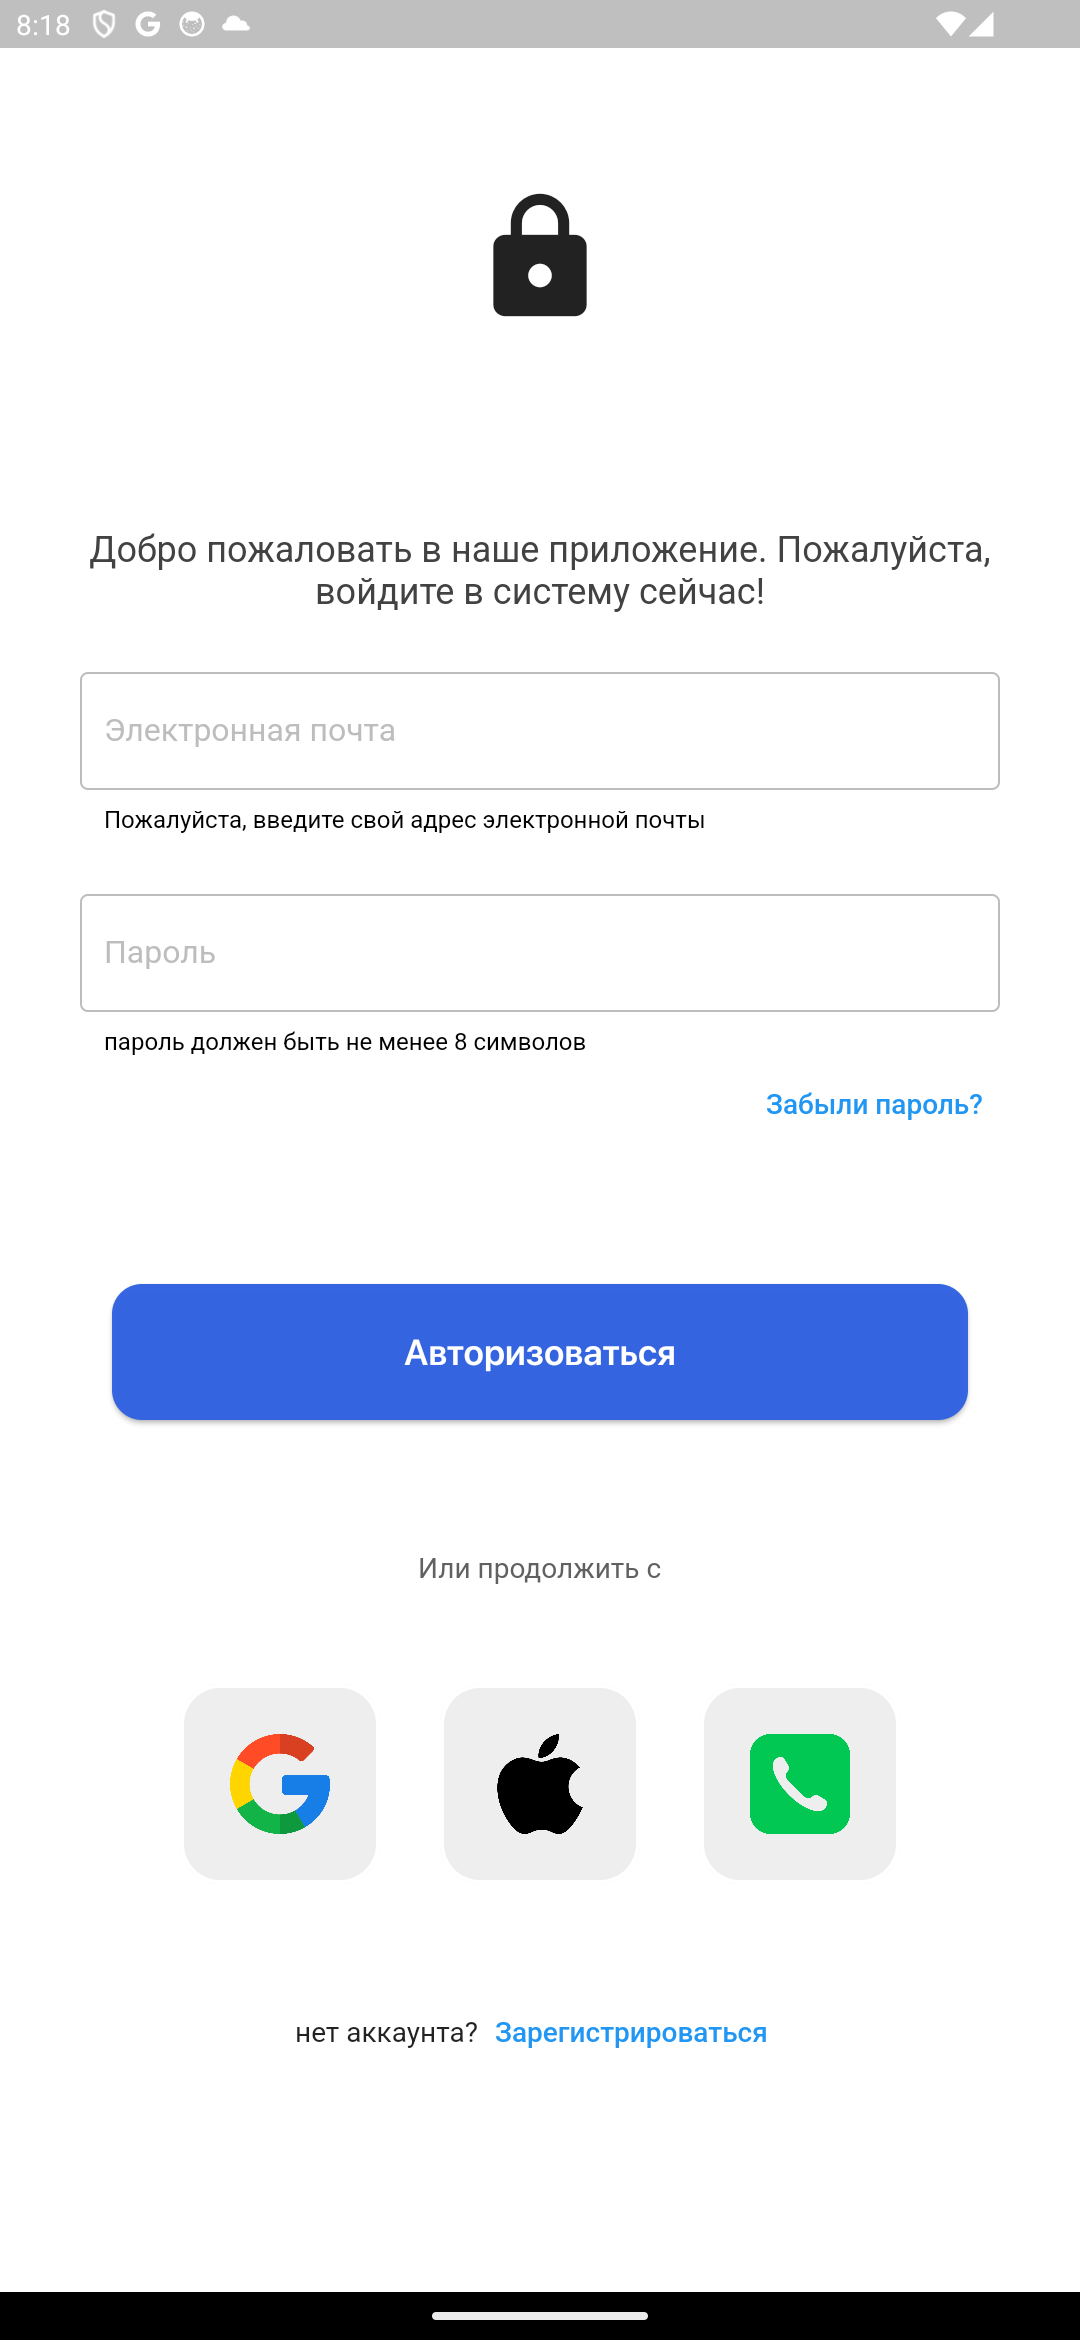 8:18
Добро пожаловать в наше приложение. Пожалуйста,
войдите в систему сейчас!
Электронная почта
Пожалуйста, введите свой адрес электронной почты
Пароль
пароль должен быть не менее 8 символов
Забыли пароль?
Авторизоваться
Или продолжить с
нет аккаунта? Зарегистрироваться